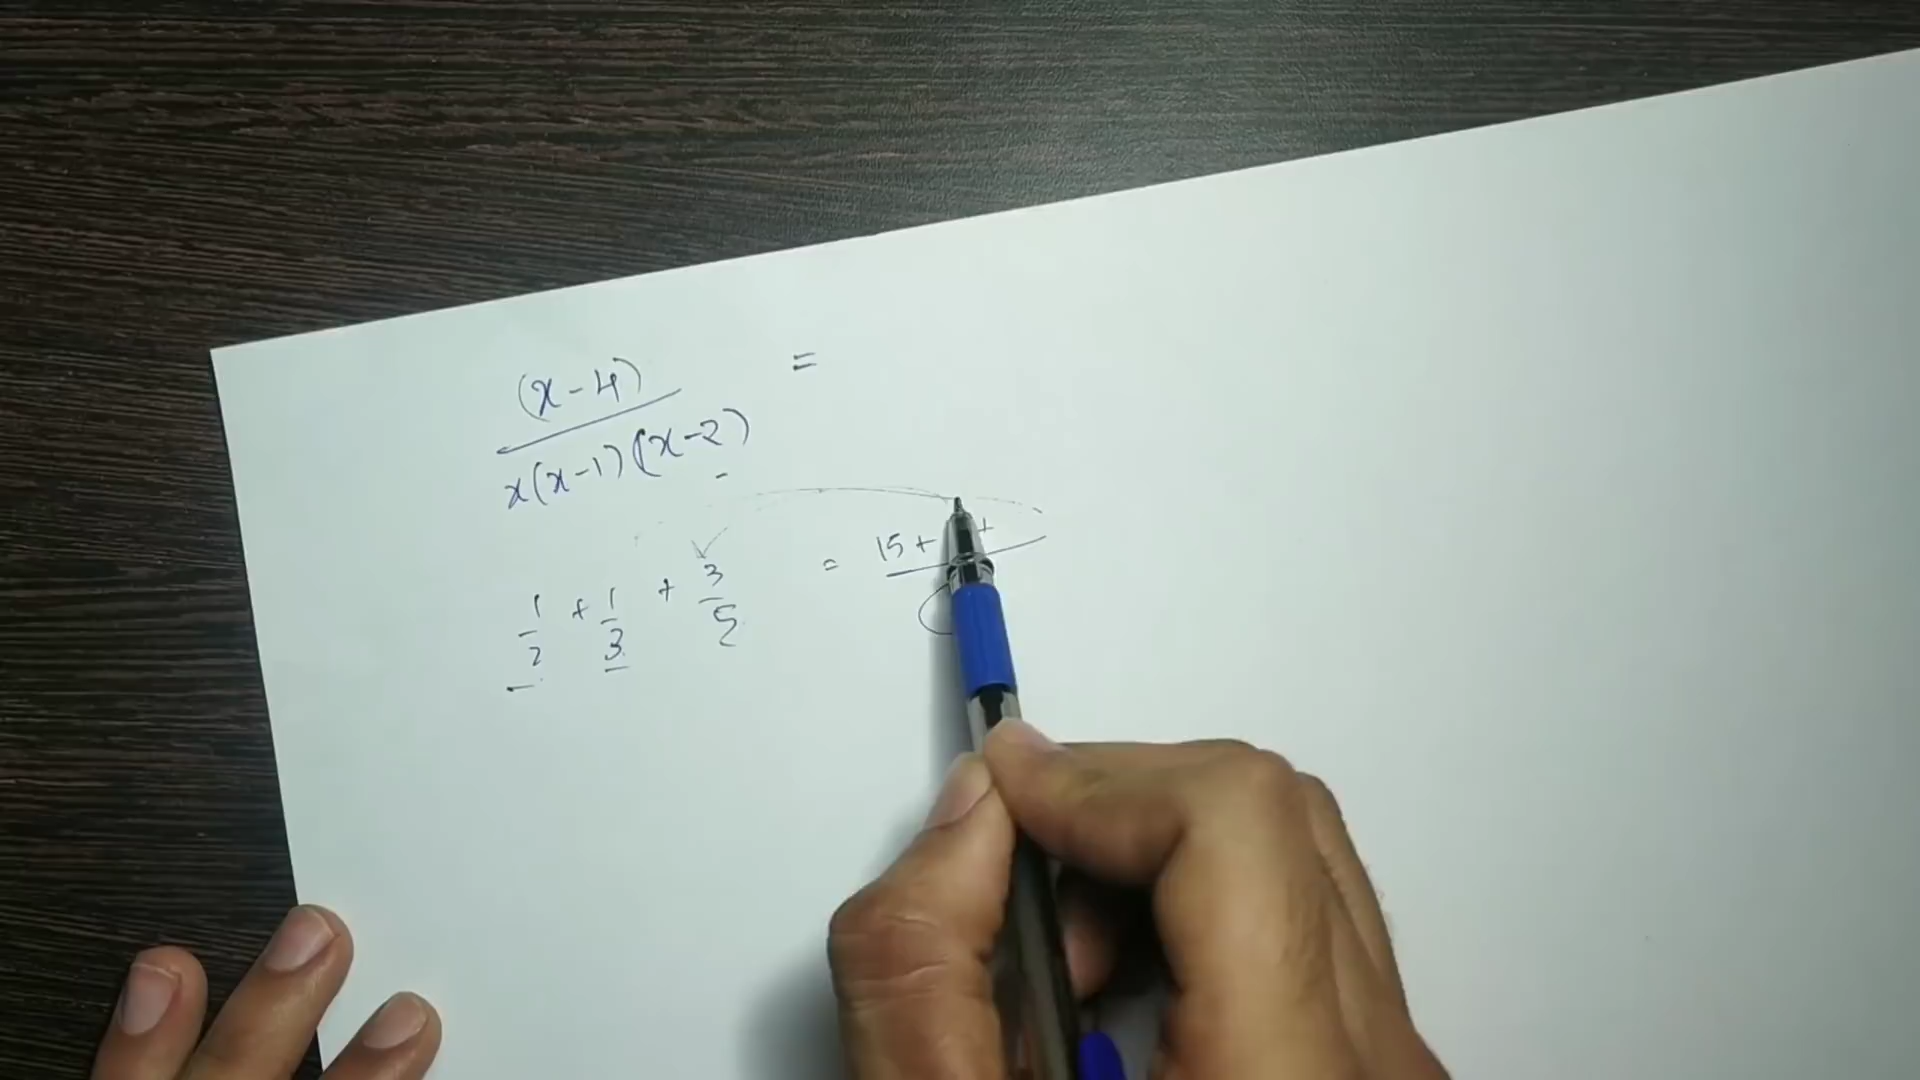 (x-4) =
x(x-1)(x-2)
1/2 + 1/3 + 3/5 = 15+ +